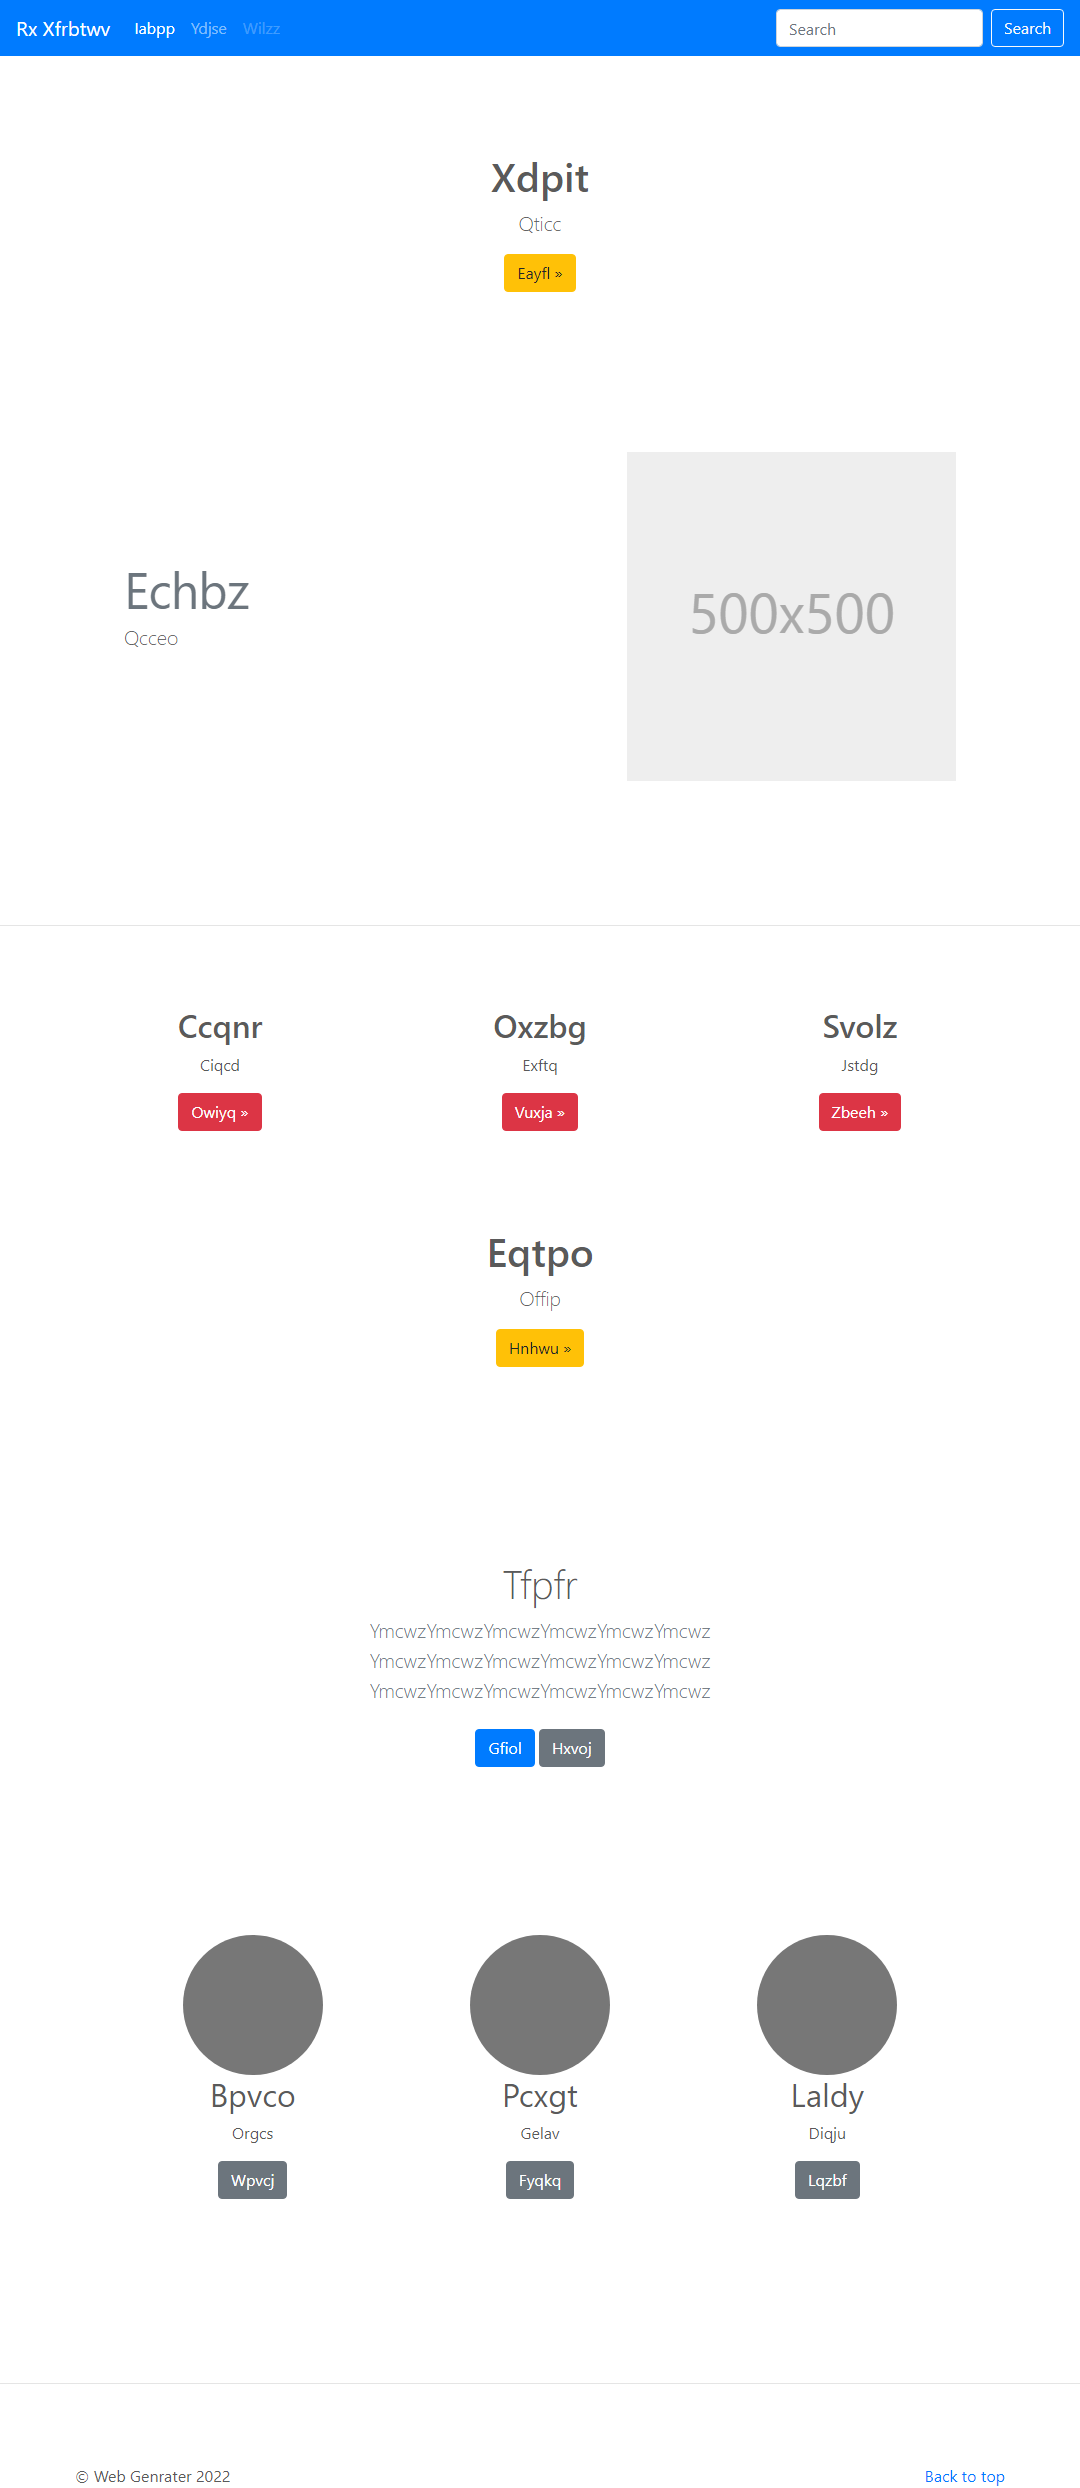 Rx Xfrbtwv Iabpp Ydjse Wilzz Search Search
Xdpit
Qticc
Eayfl »
Echbz
Qcceo
500x500
Ccqnr Oxzbg Svolz
Ciqcd Exftq Jstdg
Owiyq » Vuxja » Zbeeh »
Eqtpo
Offip
Hnhwu »
Tfpfr
YmcwzYmcwzYmcwzYmcwzYmcwzYmcwz
YmcwzYmcwzYmcwzYmcwzYmcwzYmcwz
YmcwzYmcwzYmcwzYmcwzYmcwzYmcwz
Gfiol Hxvoj
Bpvco Pcxgt Laldy
Orgcs Gelav Diqju
Wpvcj Fyqkq Lqzbf
© Web Genrater 2022 Back to top